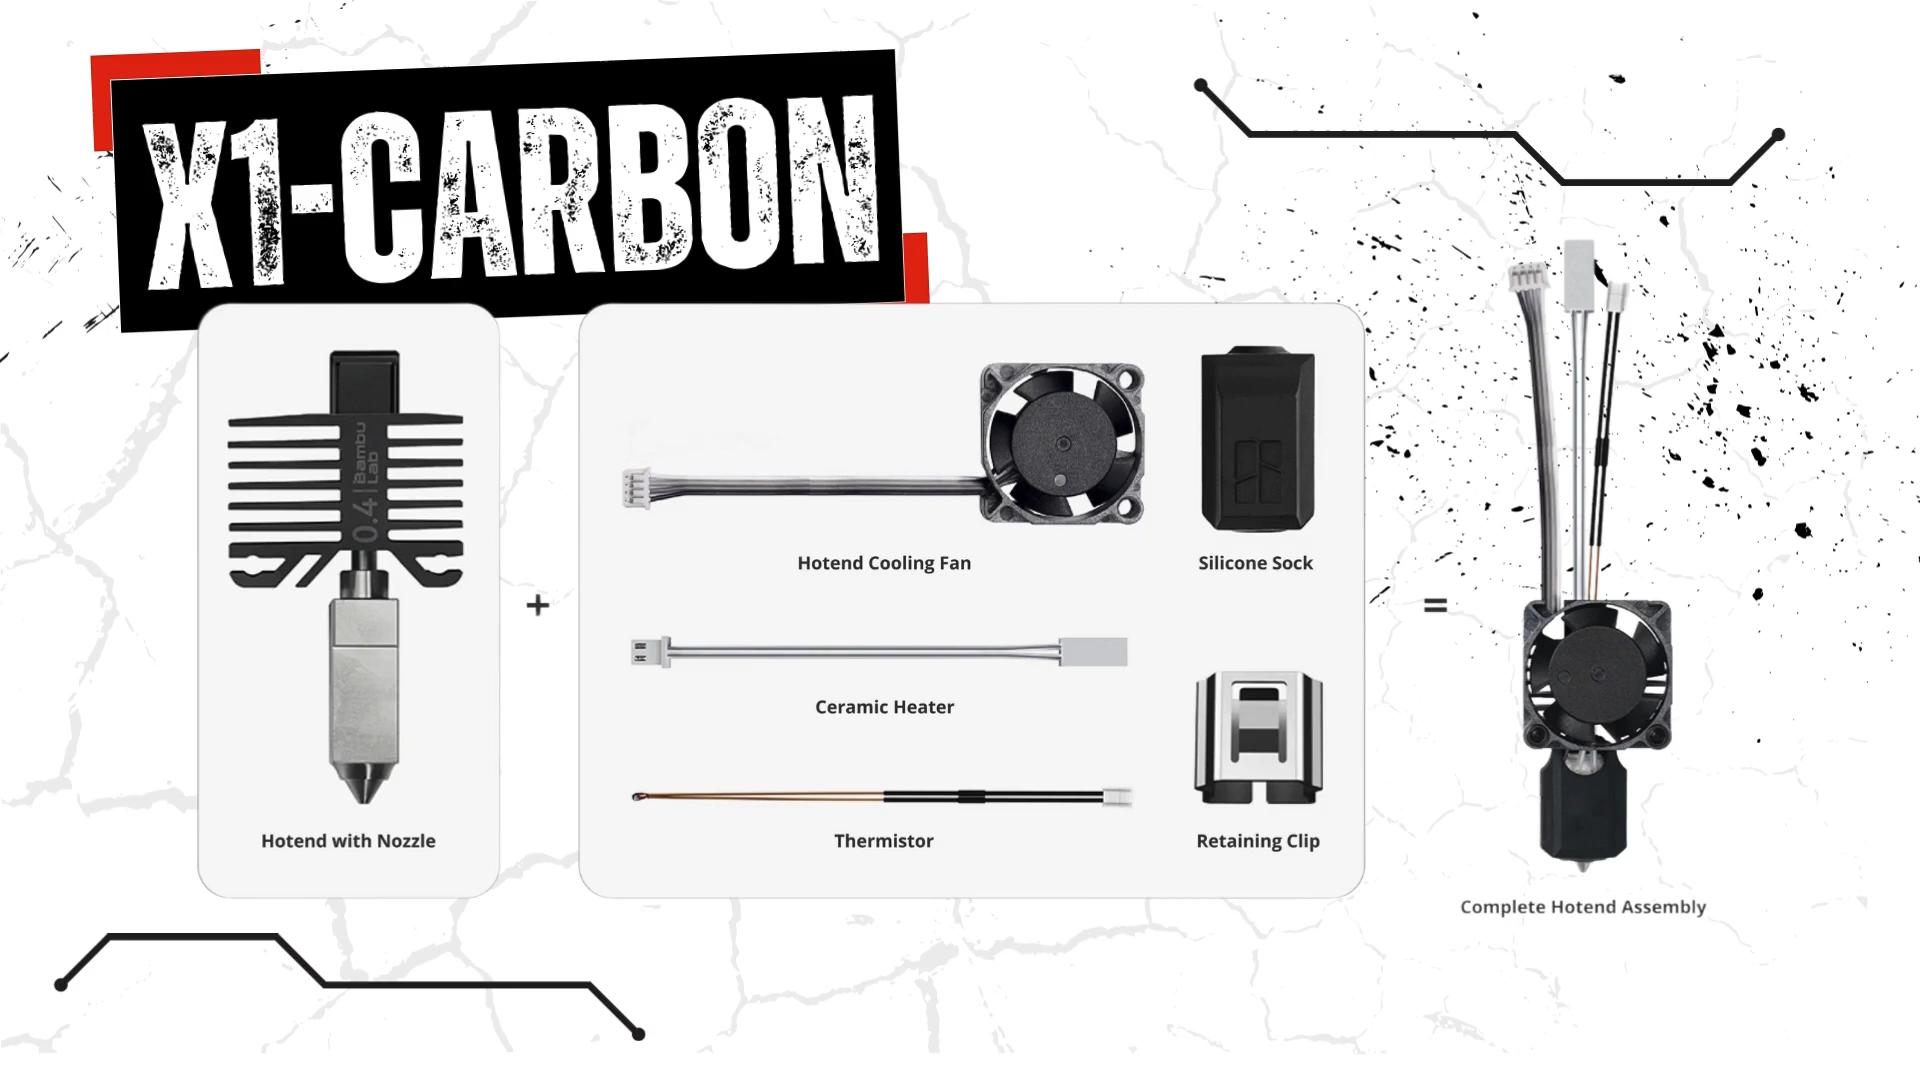 X1-CARBON
0.4 | Bambu
Lab
Hotend with Nozzle
+
Hotend Cooling Fan
Silicone Sock
Ceramic Heater
Thermistor
Retaining Clip
=
Complete Hotend Assembly